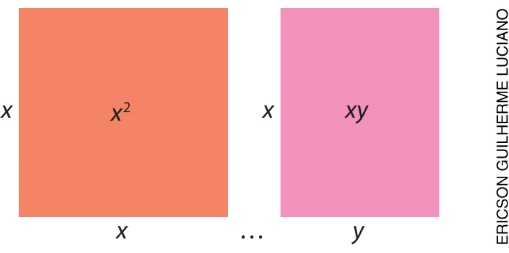 x x² x xy
x ... y
ERICSON GUILHERME LUCIANO